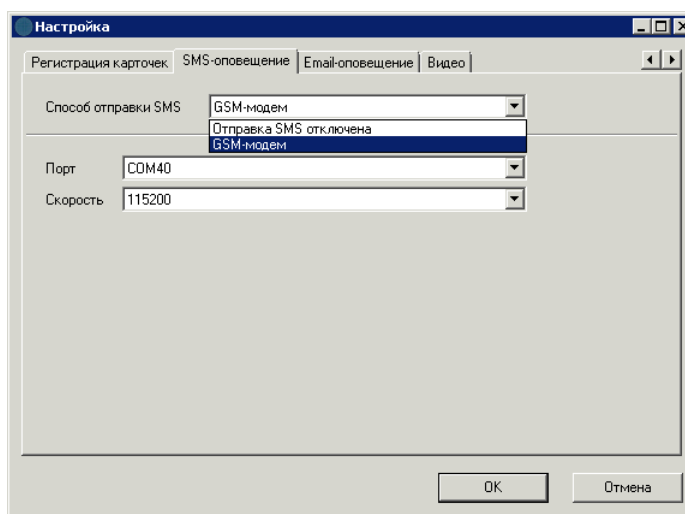 Настройка
Регистрация карточек SMS-оповещение Email-оповещение Видео
Способ отправки SMS GSM-модем
Отправка SMS отключена
GSM-модем
Порт COM40
Скорость 115200
OK Отмена